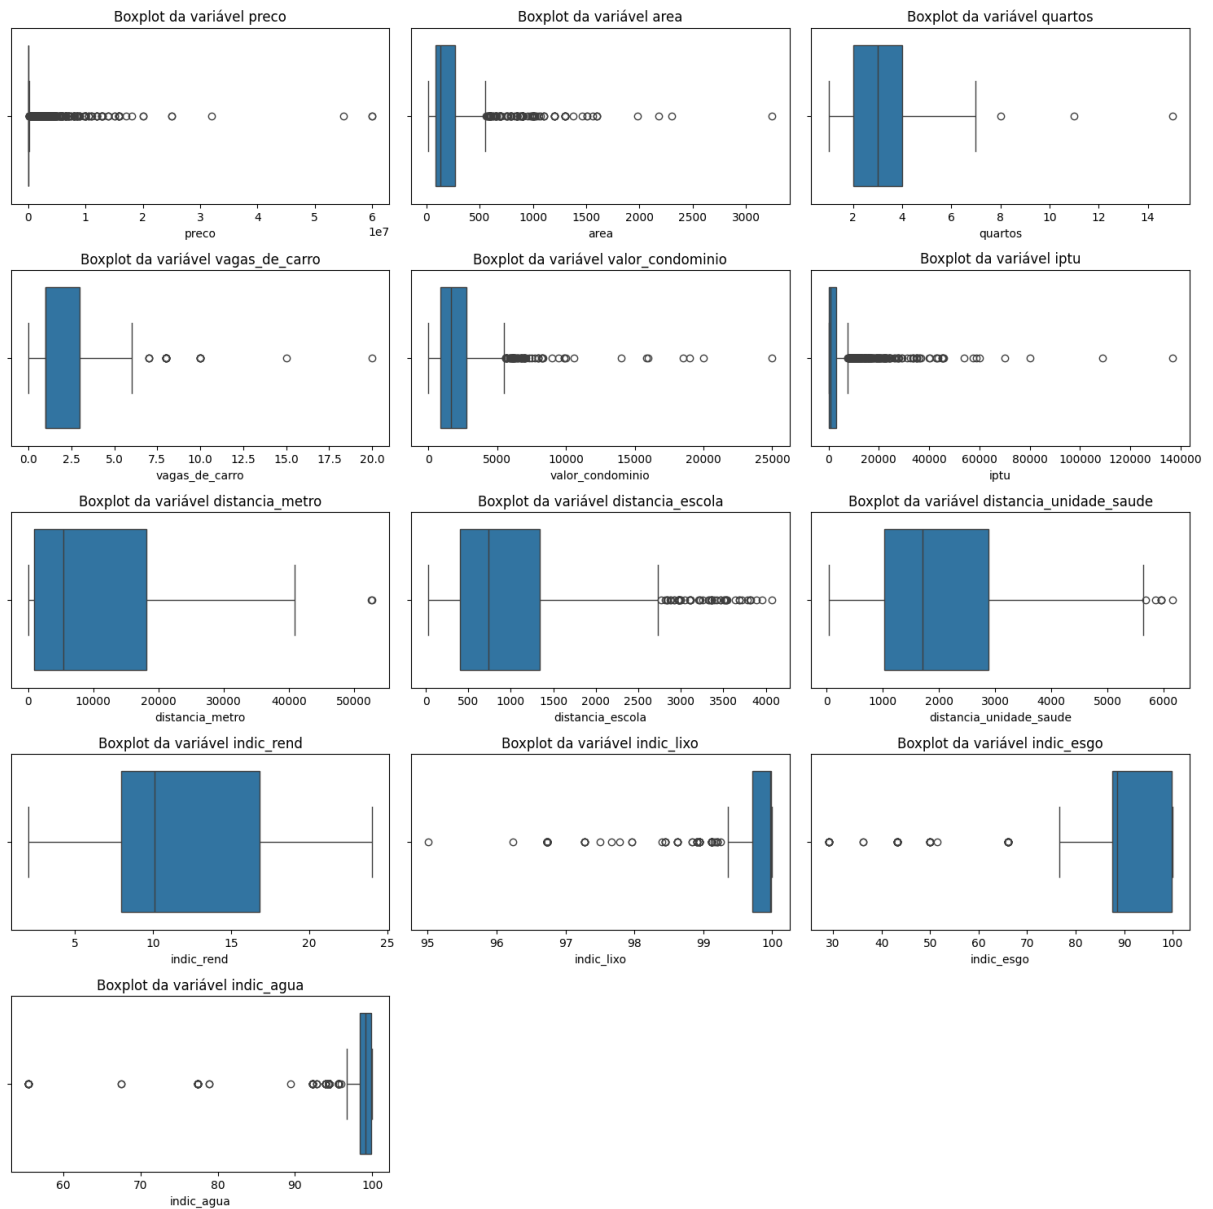 Boxplot da variável preco
0 1 2 3 4 5 6
1e7
preco
Boxplot da variável area
0 500 1000 1500 2000 2500 3000
area
Boxplot da variável quartos
2 4 6 8 10 12 14
quartos
Boxplot da variável vagas_de_carro
0.0 2.5 5.0 7.5 10.0 12.5 15.0 17.5 20.0
vagas_de_carro
Boxplot da variável valor_condominio
0 5000 10000 15000 20000 25000
valor_condominio
Boxplot da variável iptu
0 20000 40000 60000 80000 100000 120000 140000
iptu
Boxplot da variável distancia_metro
0 10000 20000 30000 40000 50000
distancia_metro
Boxplot da variável distancia_escola
0 500 1000 1500 2000 2500 3000 3500 4000
distancia_escola
Boxplot da variável distancia_unidade_saude
0 1000 2000 3000 4000 5000 6000
distancia_unidade_saude
Boxplot da variável indic_rend
5 10 15 20 25
indic_rend
Boxplot da variável indic_lixo
95 96 97 98 99 100
indic_lixo
Boxplot da variável indic_esgo
30 40 50 60 70 80 90 100
indic_esgo
Boxplot da variável indic_agua
60 70 80 90 100
indic_agua